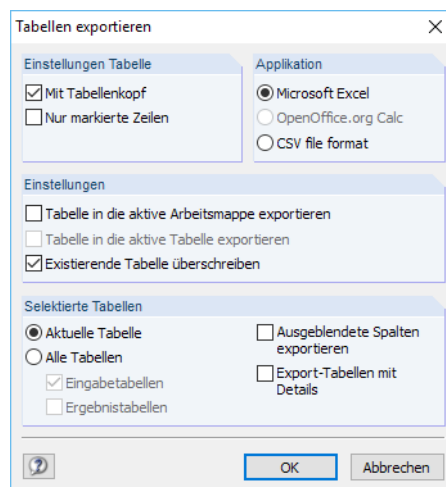 Tabellen exportieren
Einstellungen Tabelle
Mit Tabellenkopf
Nur markierte Zeilen
Applikation
Microsoft Excel
OpenOffice.org Calc
CSV file format
Einstellungen
Tabelle in die aktive Arbeitsmappe exportieren
Tabelle in die aktive Tabelle exportieren
Existierende Tabelle überschreiben
Selektierte Tabellen
Aktuelle Tabelle
Alle Tabellen
Eingabetabellen
Ergebnistabellen
Ausgeblendete Spalten
exportieren
Export-Tabellen mit
Details
OK
Abbrechen